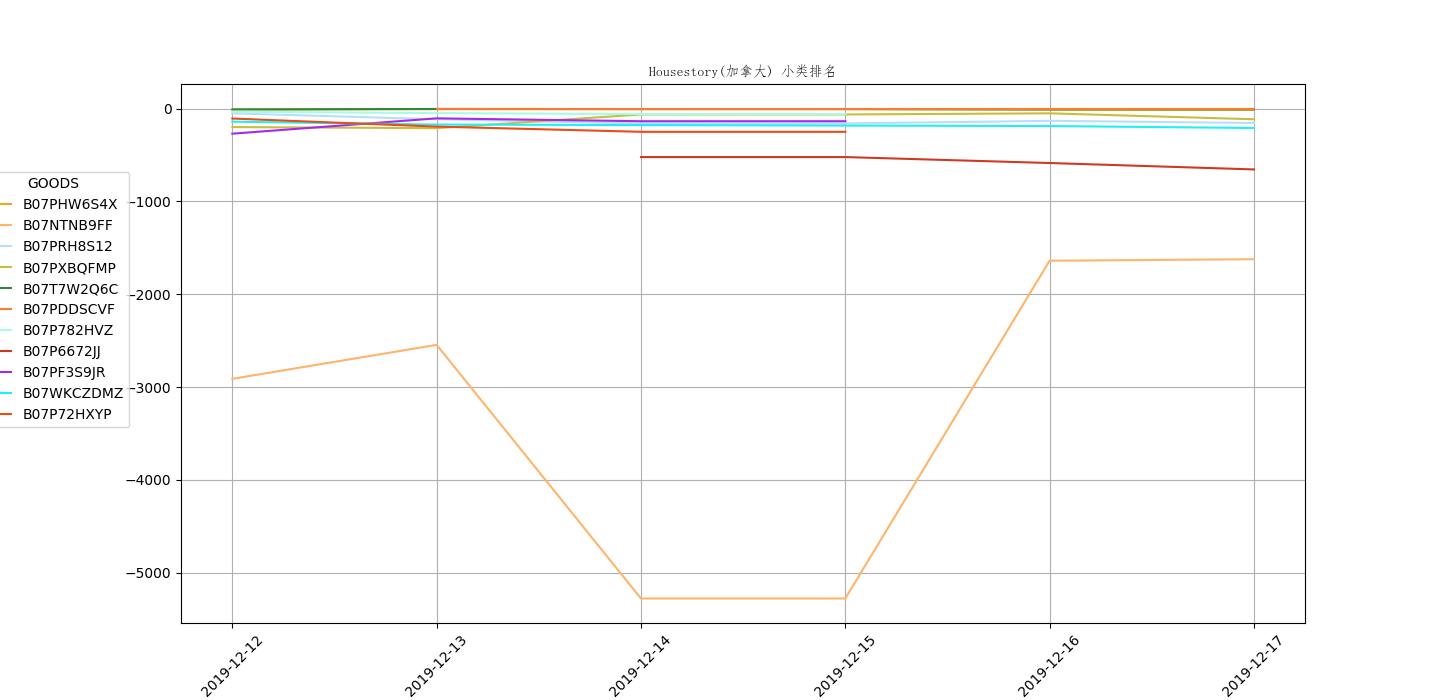 Housestory(加拿大) 小类排名
0
−1000
−2000
−3000
−4000
−5000
GOODS
B07PHW6S4X
B07NTNB9FF
B07PRH8S12
B07PXBQFMP
B07T7W2Q6C
B07PDDSCVF
B07P782HVZ
B07P6672JJ
B07PF3S9JR
B07WKCZDMZ
B07P72HXYP
2019-12-12
2019-12-13
2019-12-14
2019-12-15
2019-12-16
2019-12-17